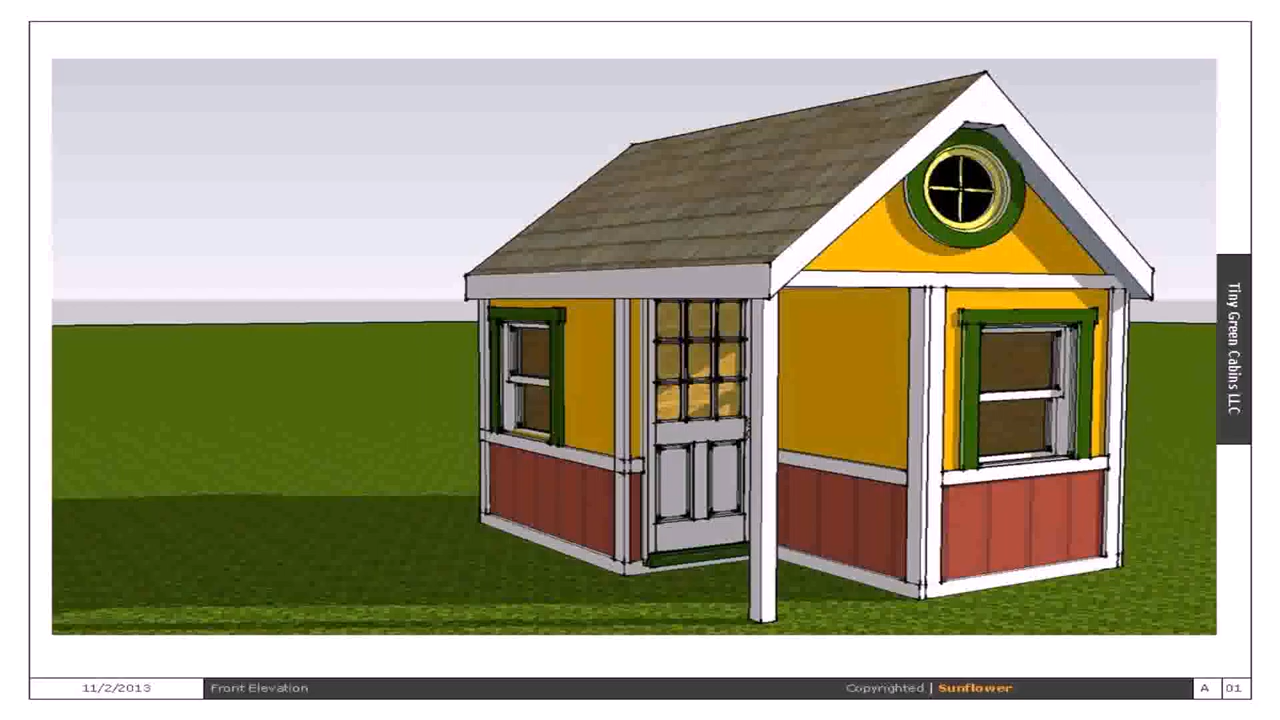 Tiny Green Cabins LLC
11/2/2013
Front Elevation
Copyrighted | Sunflower
A
01